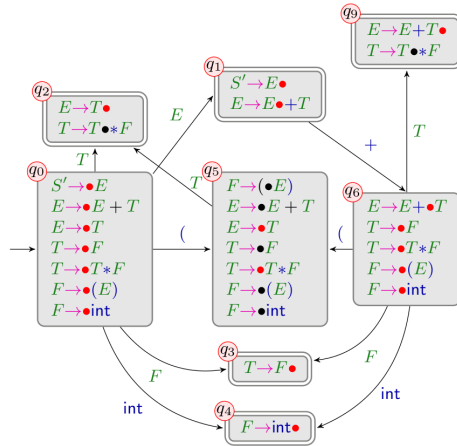 q9
E→E+T●
T→T●*F
q1
S′→E●
E→E●+T
q2
E→T●
T→T●*F
E
+
T
T
T
q0
S′→●E
E→●E + T
E→●T
T→●F
T→●T*F
F→●(E)
F→●int
(
q5
F→(●E)
E→●E + T
E→●T
T→●F
T→●T*F
F→●(E)
F→●int
(
q6
E→E+●T
T→●F
T→●T*F
F→●(E)
F→●int
q3
T→F●
F
F
int
int
q4
F→int●